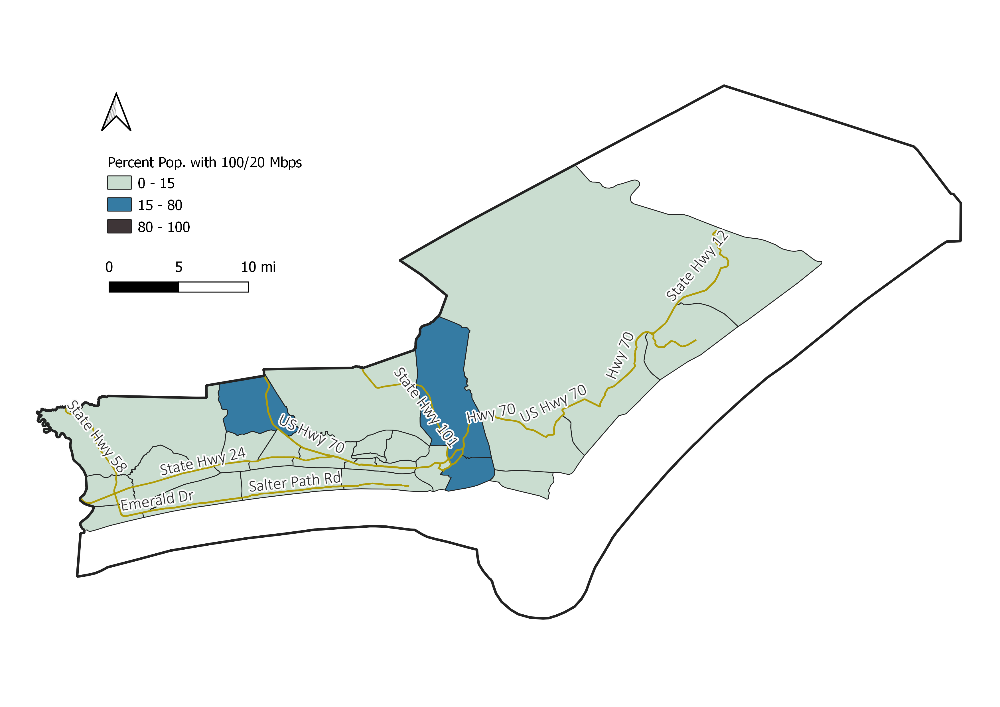 Percent Pop. with 100/20 Mbps
0 - 15
15 - 80
80 - 100
0 5 10 mi
State Hwy 12
Hwy 70
US Hwy 70
Hwy 70
State Hwy 101
US Hwy 70
State Hwy 58
State Hwy 24
Salter Path Rd
Emerald Dr